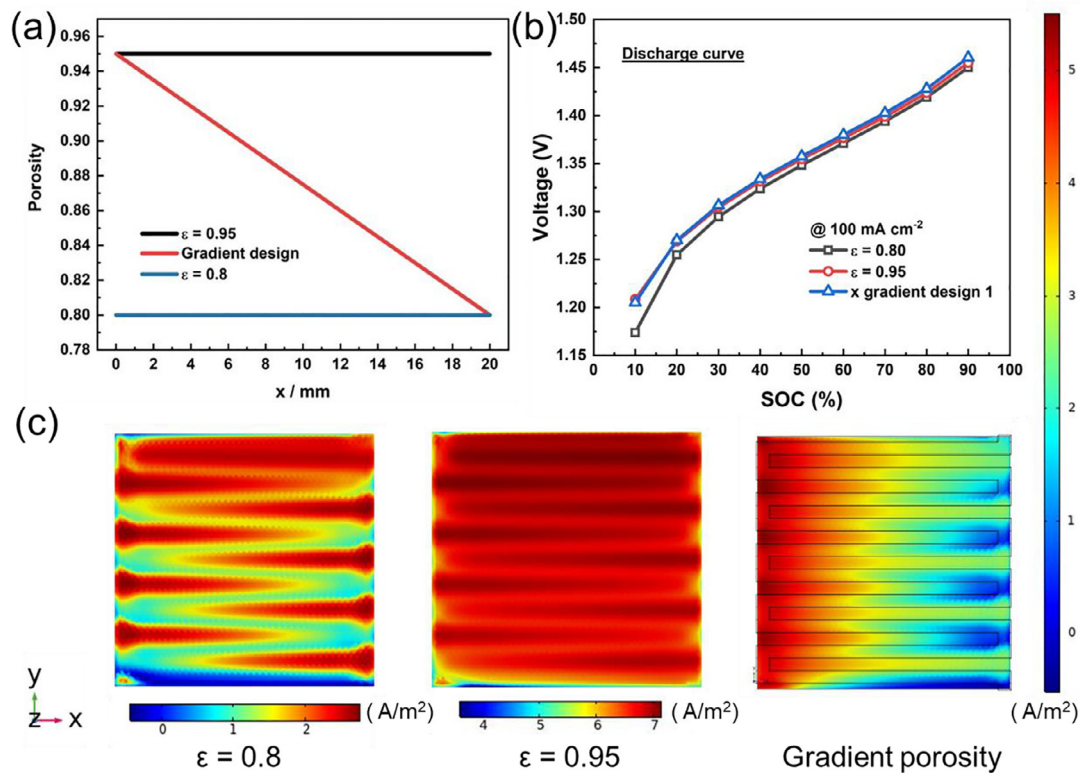 (a)
0.96
0.94
0.92
0.90
0.88
0.86
0.84
0.82
0.80
0.78
Porosity
ε = 0.95
Gradient design
ε = 0.8
0 2 4 6 8 10 12 14 16 18 20
x / mm
(b)
1.50
1.45
1.40
1.35
1.30
1.25
1.20
1.15
Voltage (V)
Discharge curve
@ 100 mA cm⁻²
ε = 0.80
ε = 0.95
x gradient design 1
0 10 20 30 40 50 60 70 80 90 100
SOC (%)
5
4
3
2
1
0
(A/m²)
(c)
y
z x
0 1 2 (A/m²)
ε = 0.8
4 5 6 7 (A/m²)
ε = 0.95
Gradient porosity